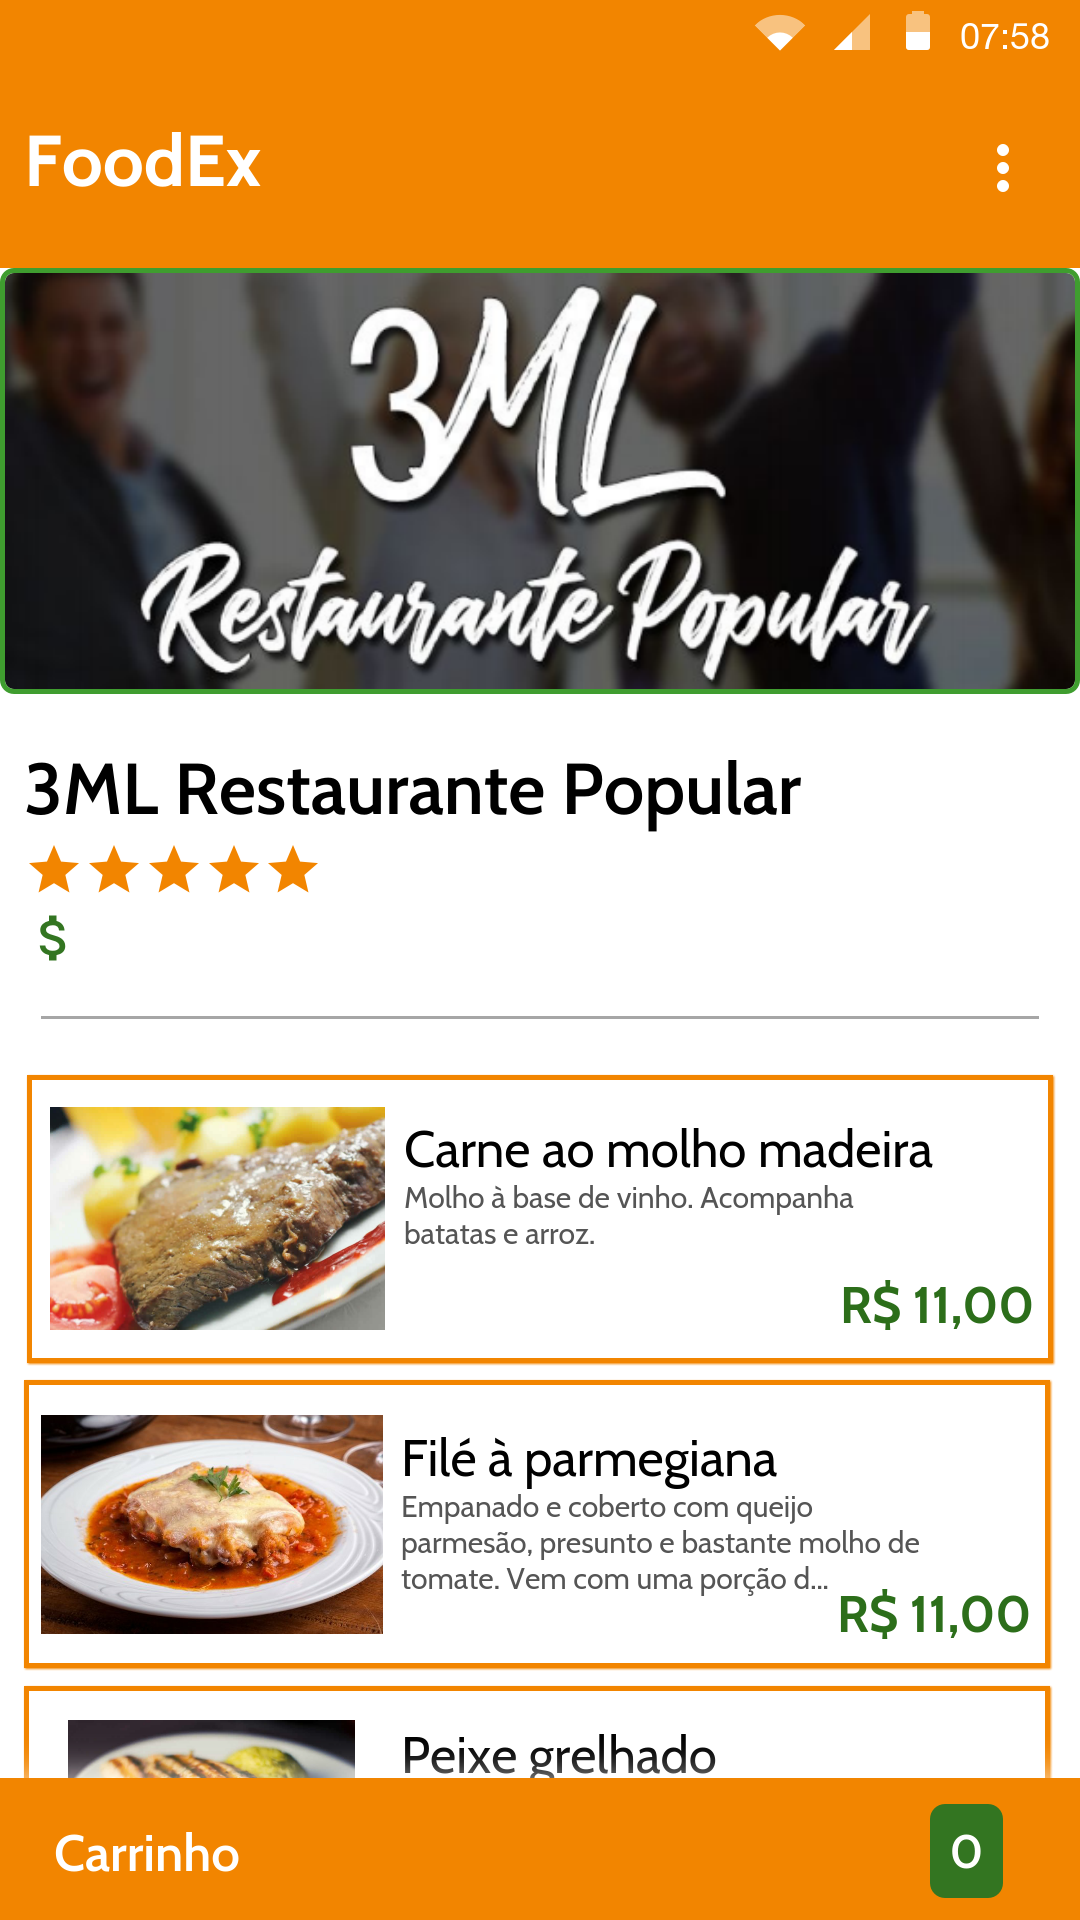 07:58
FoodEx
3ML
Restaurante Popular
3ML Restaurante Popular
$
Carne ao molho madeira
Molho à base de vinho. Acompanha
batatas e arroz.
R$ 11,00
Filé à parmegiana
Empanado e coberto com queijo
parmesão, presunto e bastante molho de
tomate. Vem com uma porção d...
R$ 11,00
Peixe grelhado
Carrinho
0